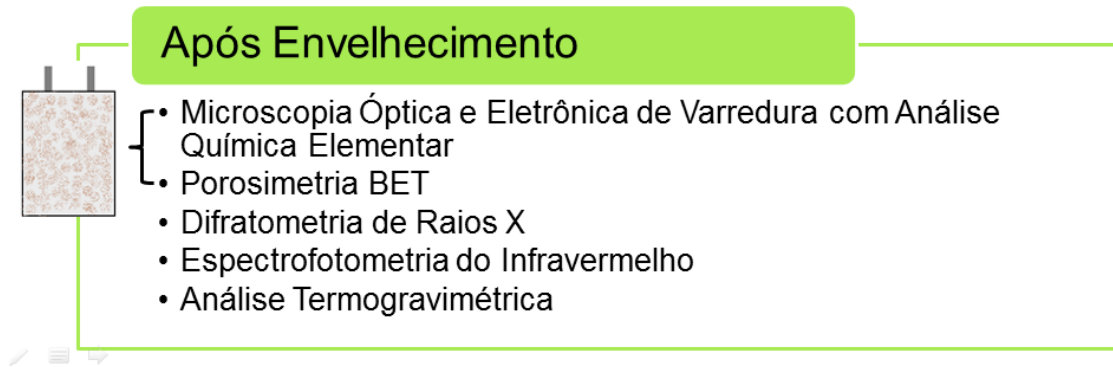 Após Envelhecimento
• Microscopia Óptica e Eletrônica de Varredura com Análise
Química Elementar
• Porosimetria BET
• Difratometria de Raios X
• Espectrofotometria do Infravermelho
• Análise Termogravimétrica